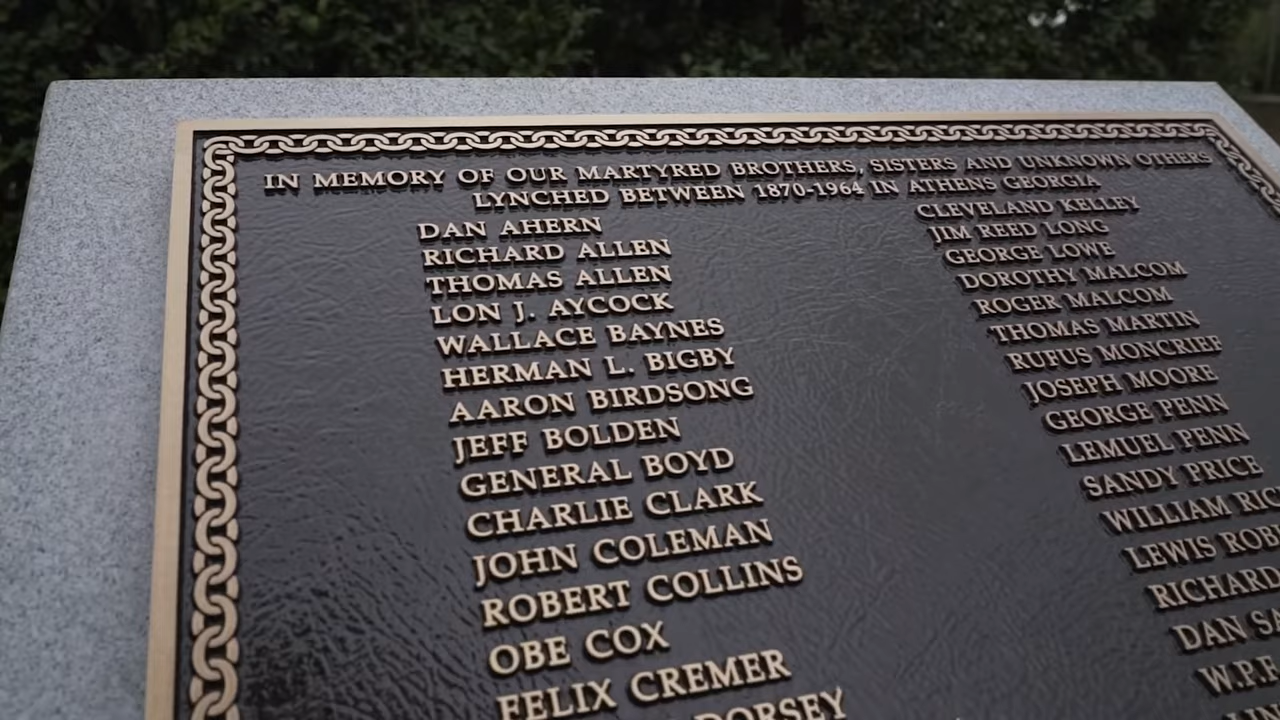 IN MEMORY OF OUR MARTYRED BROTHERS, SISTERS AND UNKNOWN OTHERS
LYNCHED BETWEEN 1870-1964 IN ATHENS GEORGIA
DAN AHERN
RICHARD ALLEN
THOMAS ALLEN
LON J. AYCOCK
WALLACE BAYNES
HERMAN L. BIGBY
AARON BIRDSONG
JEFF BOLDEN
GENERAL BOYD
CHARLIE CLARK
JOHN COLEMAN
ROBERT COLLINS
OBE COX
FELIX CREMER
DORSEY
CLEVELAND KELLEY
JIM REED LONG
GEORGE LOWE
DOROTHY MALCOM
ROGER MALCOM
THOMAS MARTIN
RUFUS MONCRIEF
JOSEPH MOORE
GEORGE PENN
LEMUEL PENN
SANDY PRICE
WILLIAM
LEWIS
RICHARD
DAN